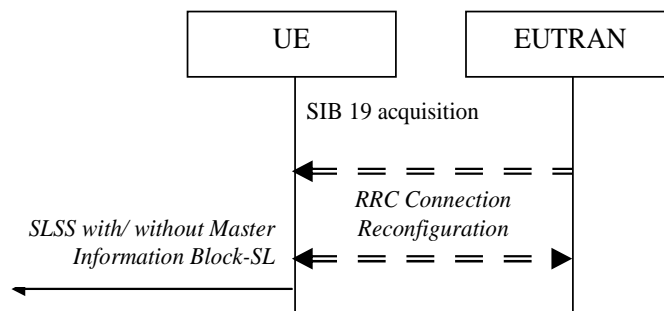 UE
EUTRAN
SIB 19 acquisition
RRC Connection
Reconfiguration
SLSS with/ without Master
Information Block-SL